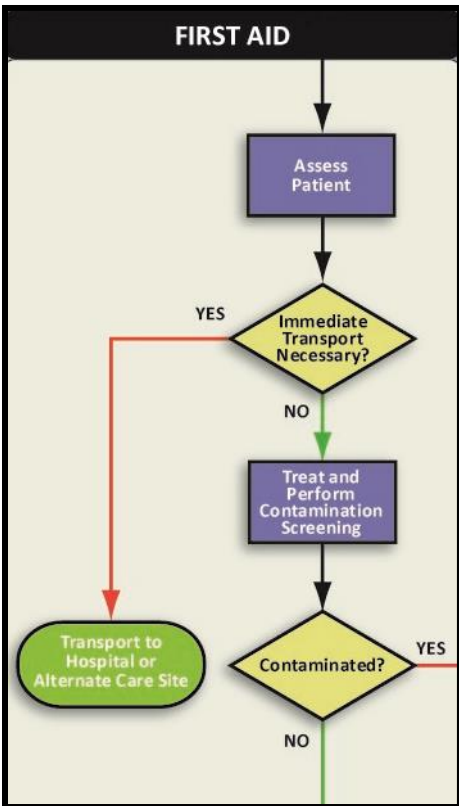 FIRST AID
Assess
Patient
YES
Immediate
Transport
Necessary?
NO
Treat and
Perform
Contamination
Screening
Transport to
Hospital or
Alternate Care Site
Contaminated?
YES
NO